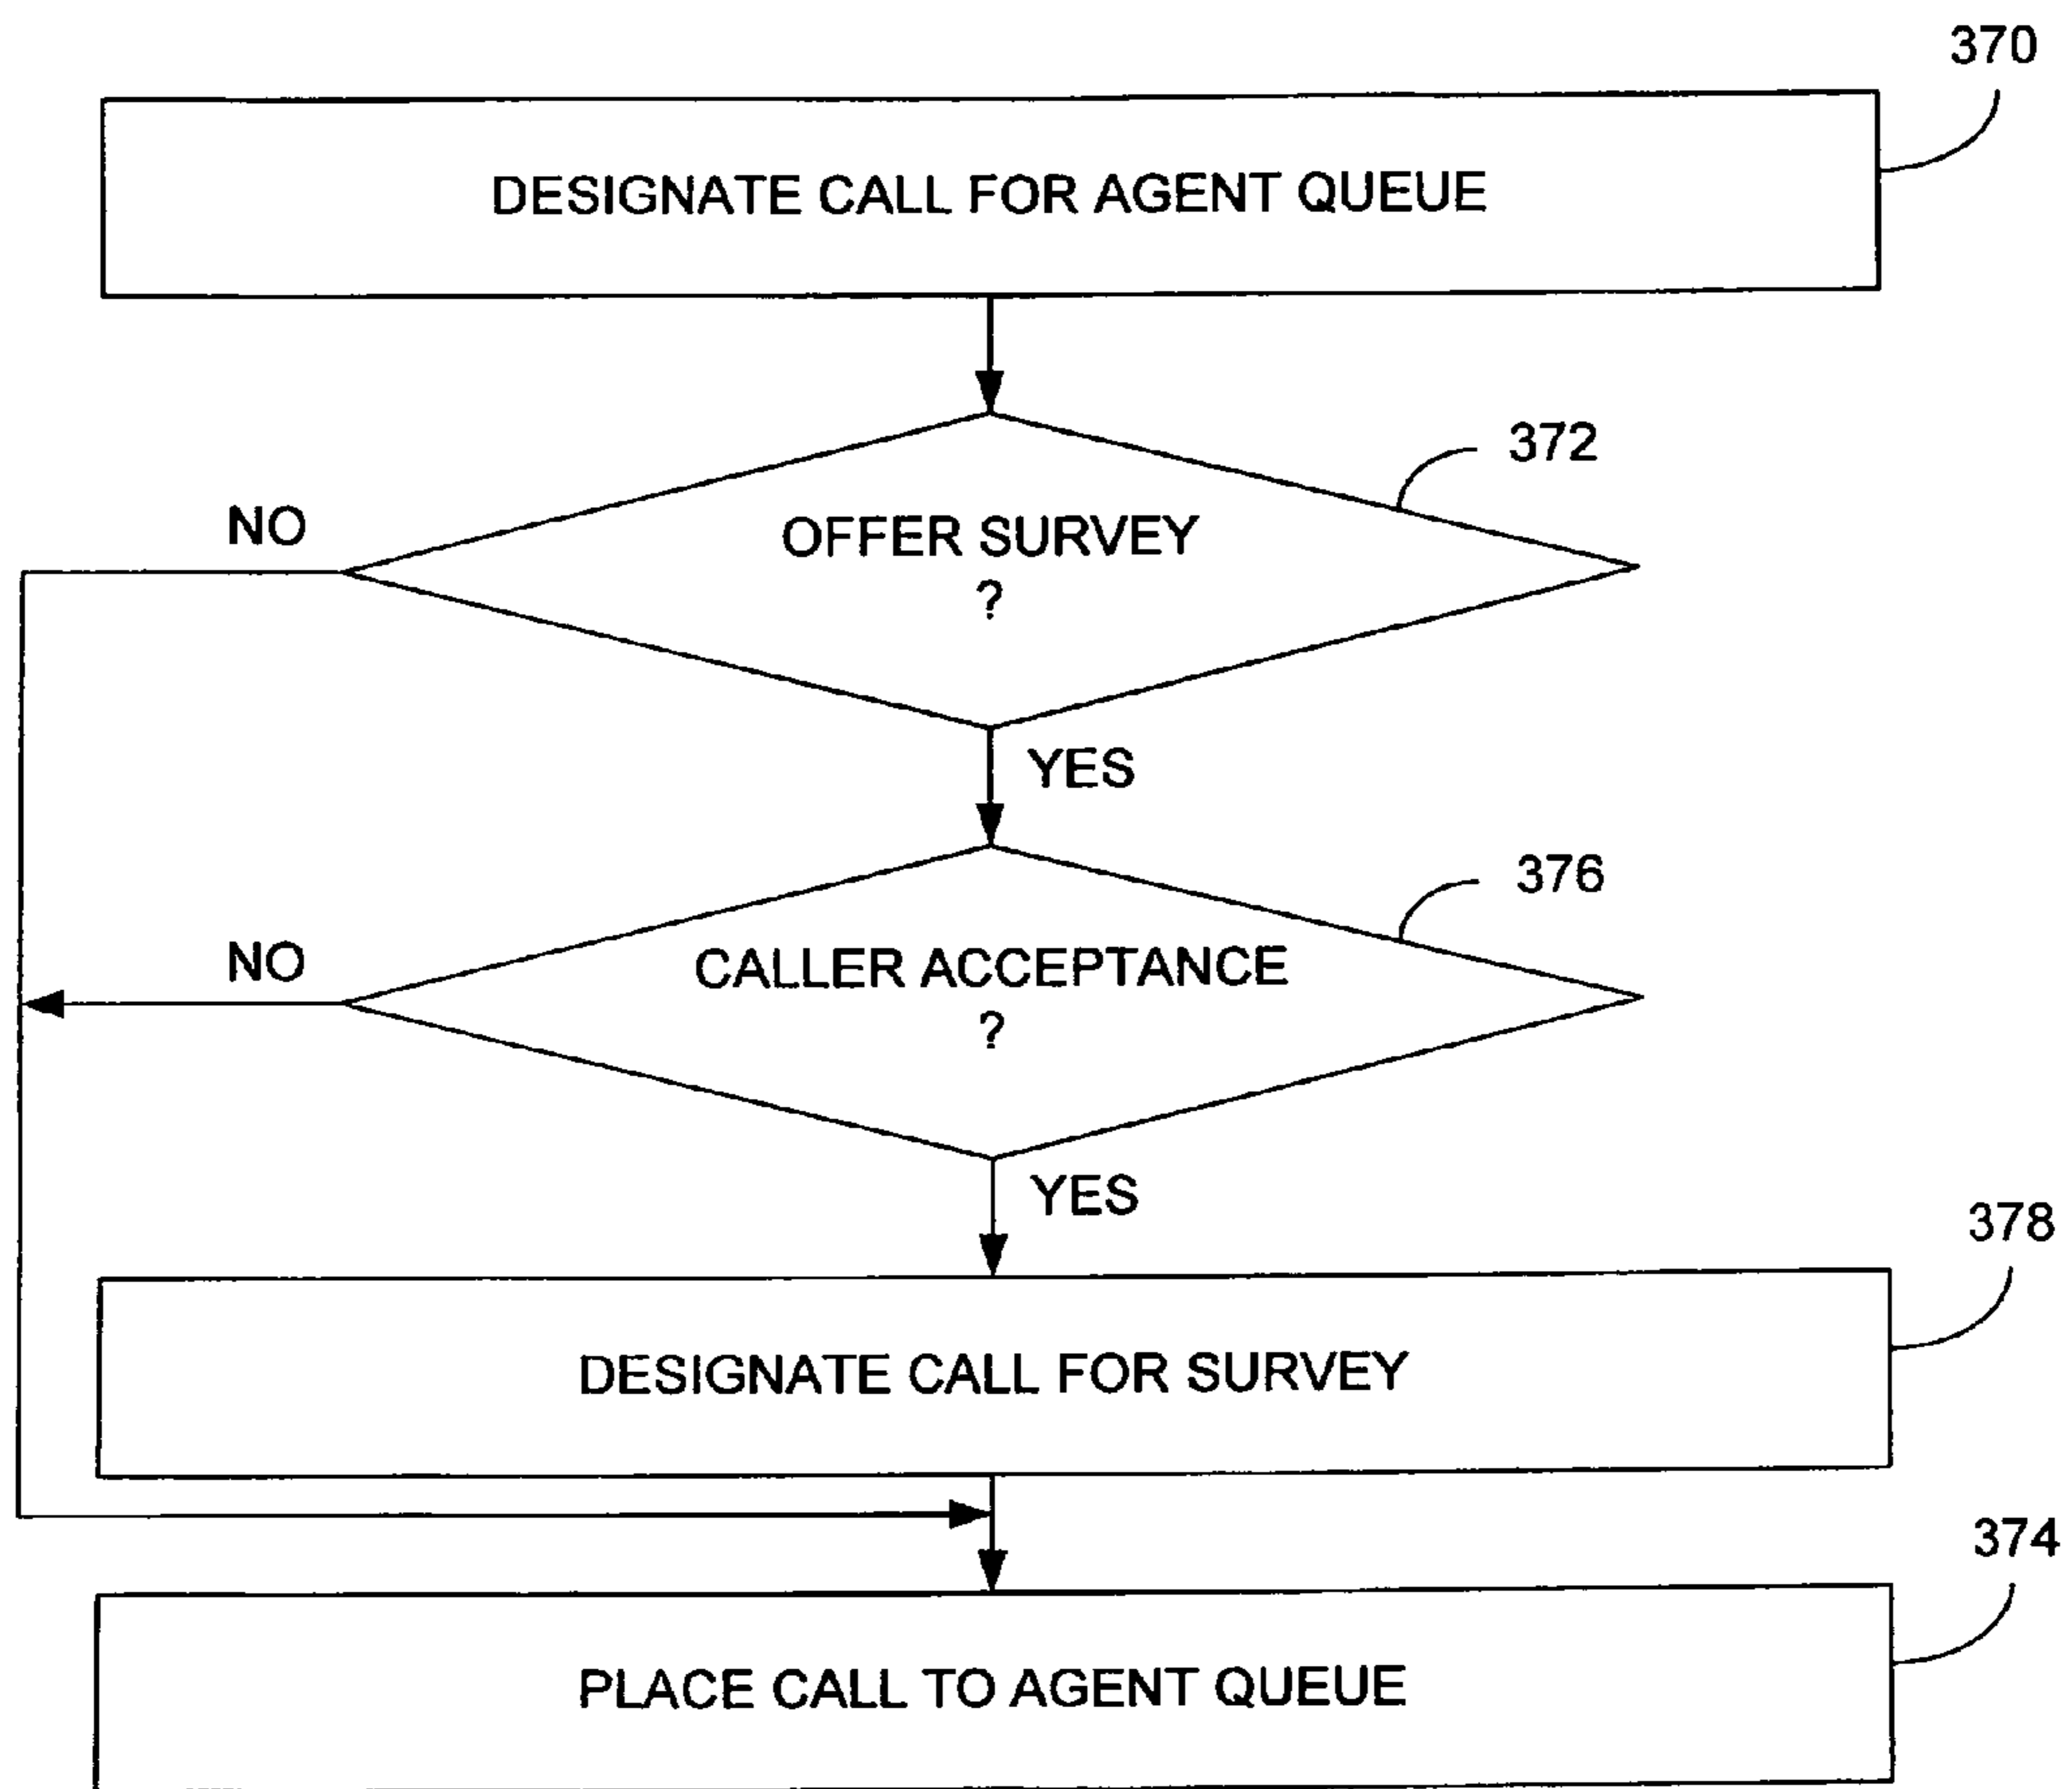 370
DESIGNATE CALL FOR AGENT QUEUE
372
NO
OFFER SURVEY
?
YES
376
NO
CALLER ACCEPTANCE
?
YES
378
DESIGNATE CALL FOR SURVEY
374
PLACE CALL TO AGENT QUEUE